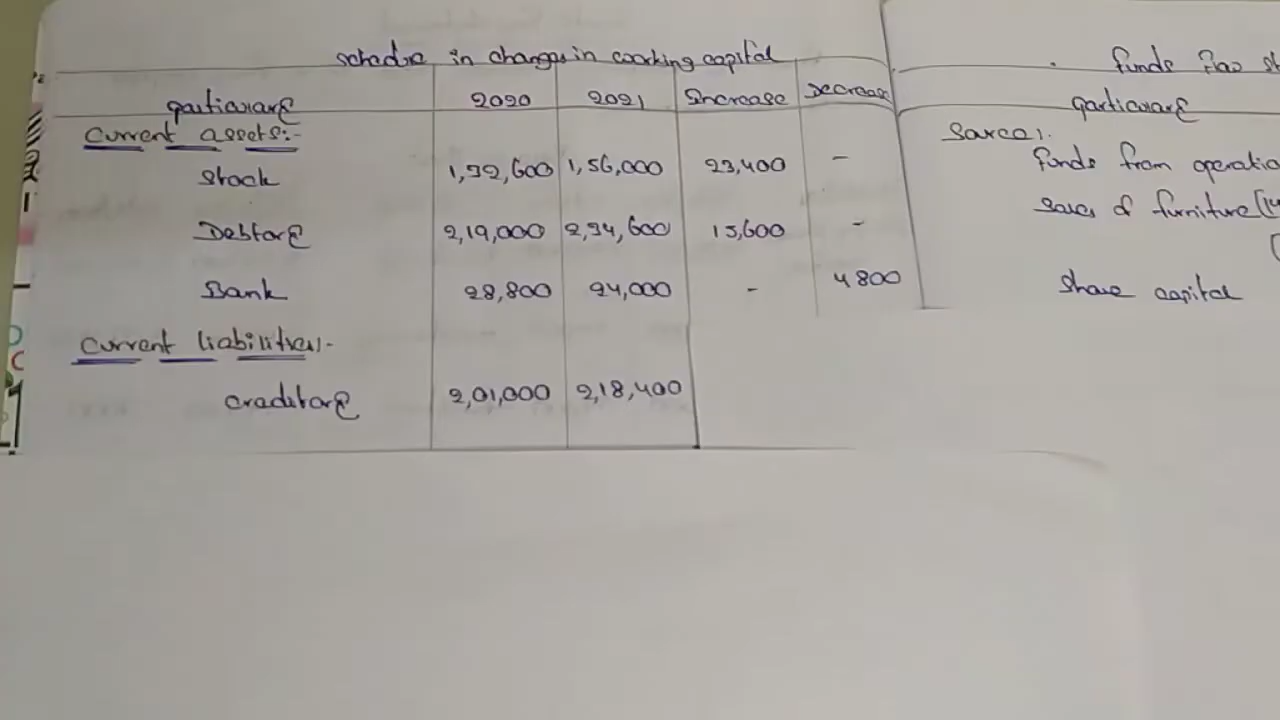 schedule in changes in working capital
particulars 2020 2021 Increase Decrease
Current assets:-
Stock 1,32,600 1,56,000 23,400 -
Debtors 2,19,000 2,34,600 15,600 -
Bank 28,800 24,000 - 4800
Current liabilities:-
creditors 2,01,000 2,18,400
funds flow st
particulars
Sources:
funds from operatio
sales of furniture
share capital